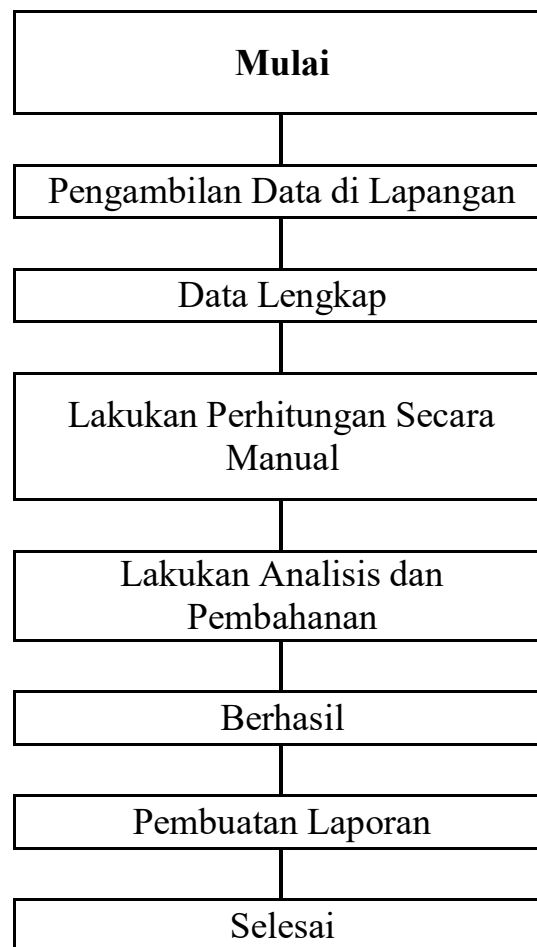 Mulai
Pengambilan Data di Lapangan
Data Lengkap
Lakukan Perhitungan Secara
Manual
Lakukan Analisis dan
Pembahanan
Berhasil
Pembuatan Laporan
Selesai